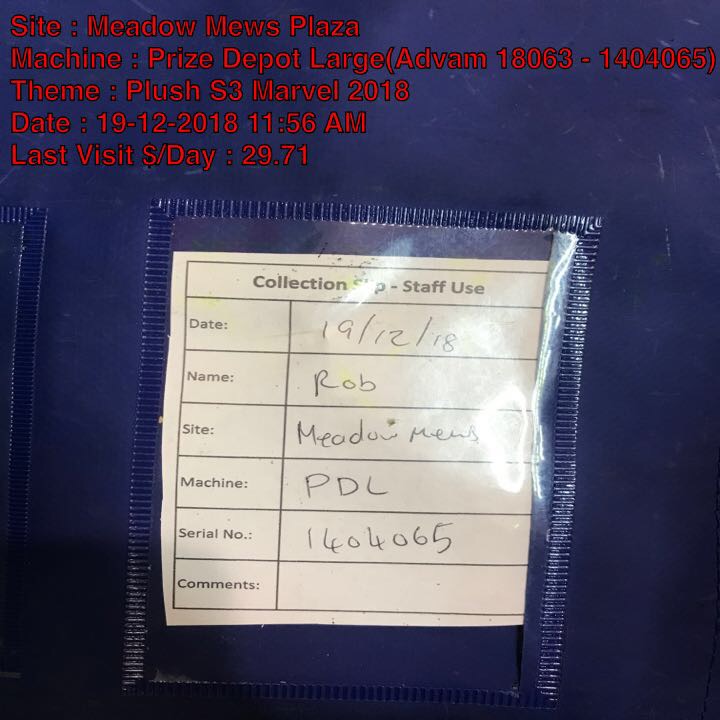 Site : Meadow Mews Plaza
Machine : Prize Depot Large(Advam 18063 - 1404065)
Theme : Plush S3 Marvel 2018
Date : 19-12-2018 11:56 AM
Last Visit $/Day : 29.71
Collection Slip - Staff Use
Date: 19/12/18
Name: Rob
Site: Meadow Mews
Machine: PDL
Serial No.: 1404065
Comments: